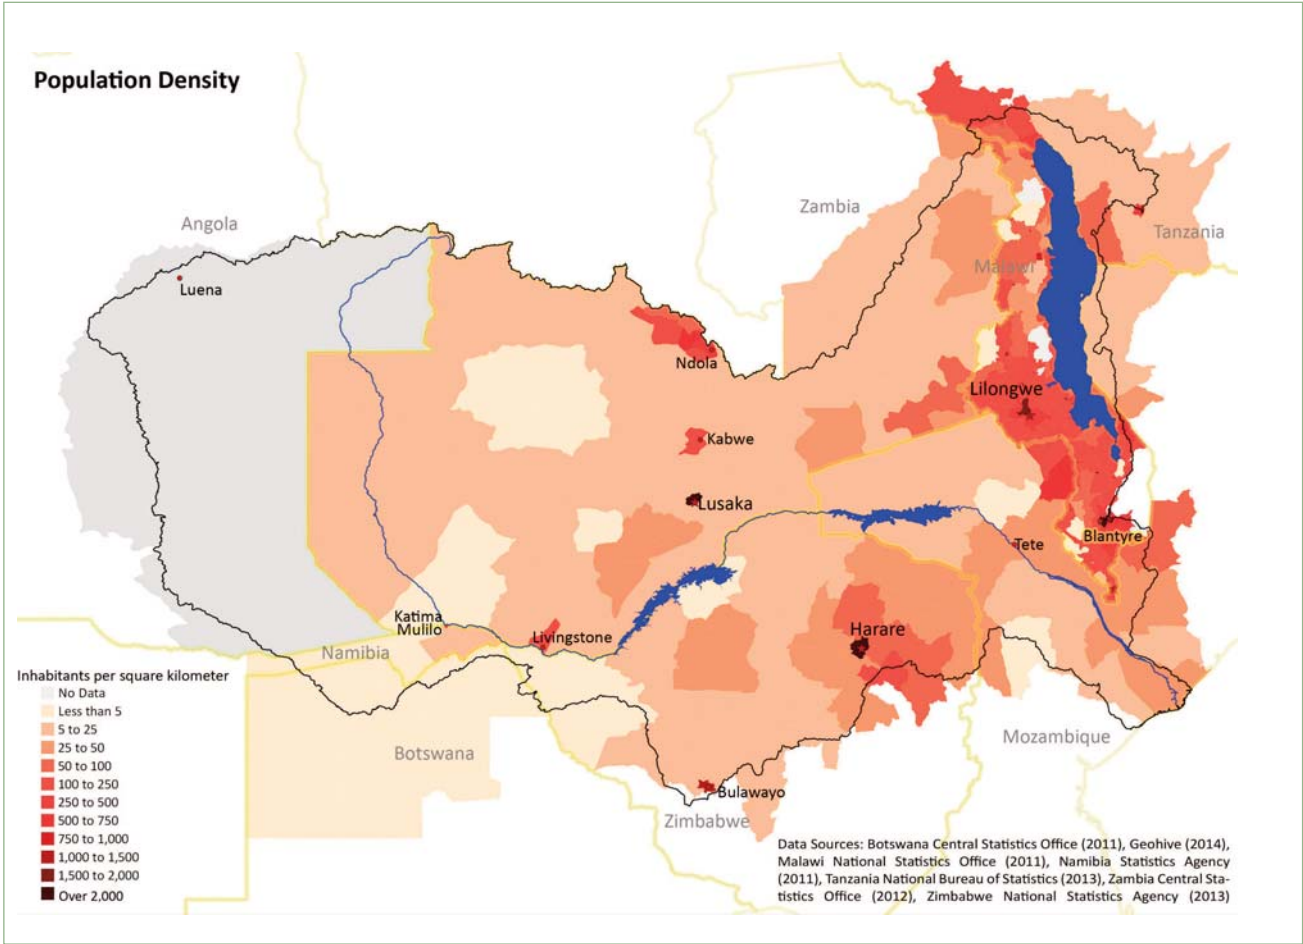 Population Density
Angola
Luena
Zambia
Tanzania
Malawi
Ndola
Lilongwe
Kabwe
Lusaka
Blantyre
Tete
Katima
Mulilo
Livingstone
Harare
Namibia
Botswana
Mozambique
Bulawayo
Zimbabwe
Inhabitants per square kilometer
No Data
Less than 5
5 to 25
25 to 50
50 to 100
100 to 250
250 to 500
500 to 750
750 to 1,000
1,000 to 1,500
1,500 to 2,000
Over 2,000
Data Sources: Botswana Central Statistics Office (2011), Geohive (2014),
Malawi National Statistics Office (2011), Namibia Statistics Agency
(2011), Tanzania National Bureau of Statistics (2013), Zambia Central Sta-
tistics Office (2012), Zimbabwe National Statistics Agency (2013)